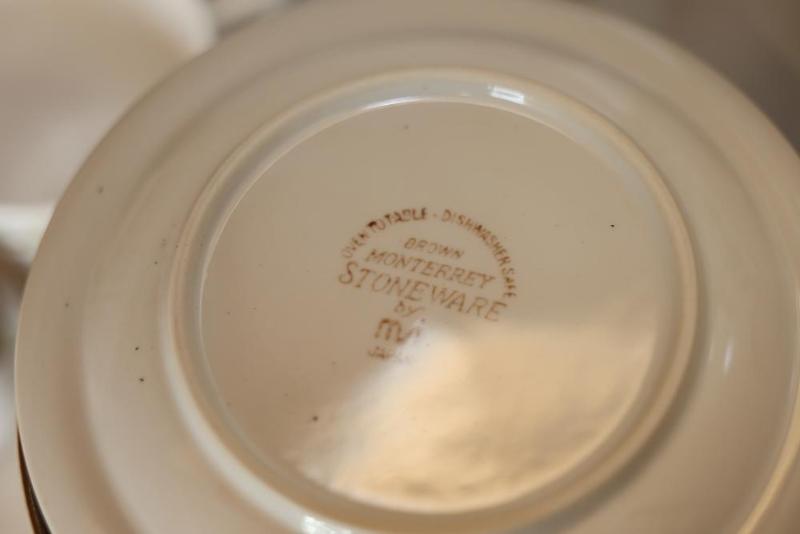 OVEN TO TABLE · DISHWASHER SAFE
BROWN
MONTERREY
STONEWARE
by